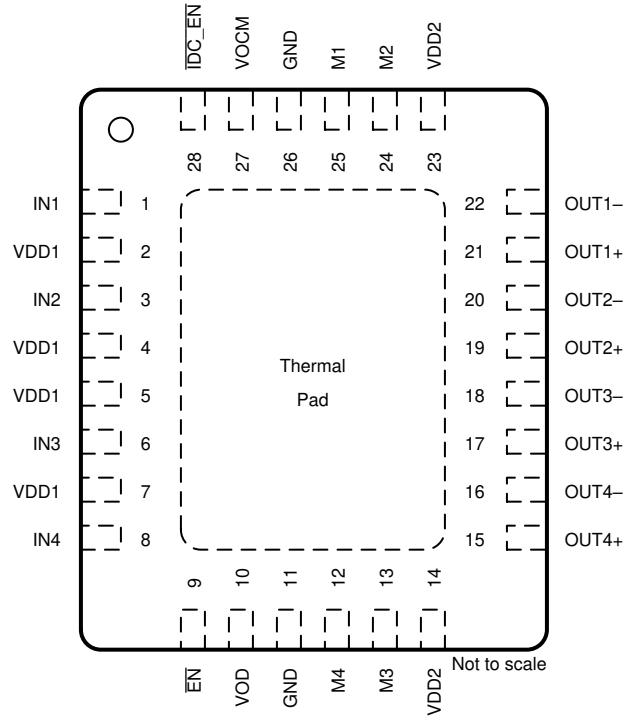 IDC_EN VOCM GND M1 M2 VDD2
28 27 26 25 24 23
IN1 1 22 OUT1–
VDD1 2 21 OUT1+
IN2 3 20 OUT2–
VDD1 4 19 OUT2+
Thermal
VDD1 5 18 OUT3–
Pad
IN3 6 17 OUT3+
VDD1 7 16 OUT4–
IN4 8 15 OUT4+
9 10 11 12 13 14
EN VOD GND M4 M3 VDD2
Not to scale